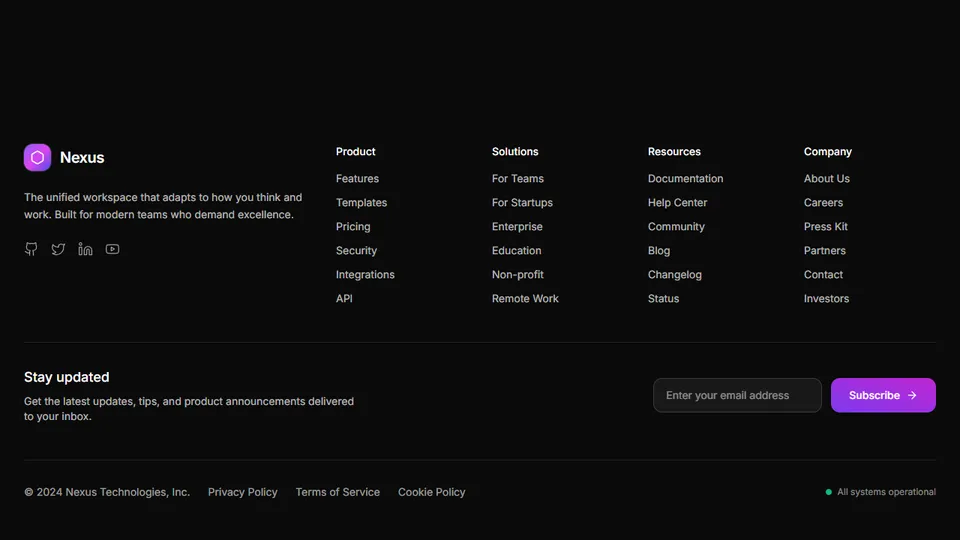 Nexus
The unified workspace that adapts to how you think and
work. Built for modern teams who demand excellence.
Product
Features
Templates
Pricing
Security
Integrations
API
Solutions
For Teams
For Startups
Enterprise
Education
Non-profit
Remote Work
Resources
Documentation
Help Center
Community
Blog
Changelog
Status
Company
About Us
Careers
Press Kit
Partners
Contact
Investors
Stay updated
Get the latest updates, tips, and product announcements delivered
to your inbox.
Enter your email address
Subscribe
© 2024 Nexus Technologies, Inc.
Privacy Policy
Terms of Service
Cookie Policy
All systems operational